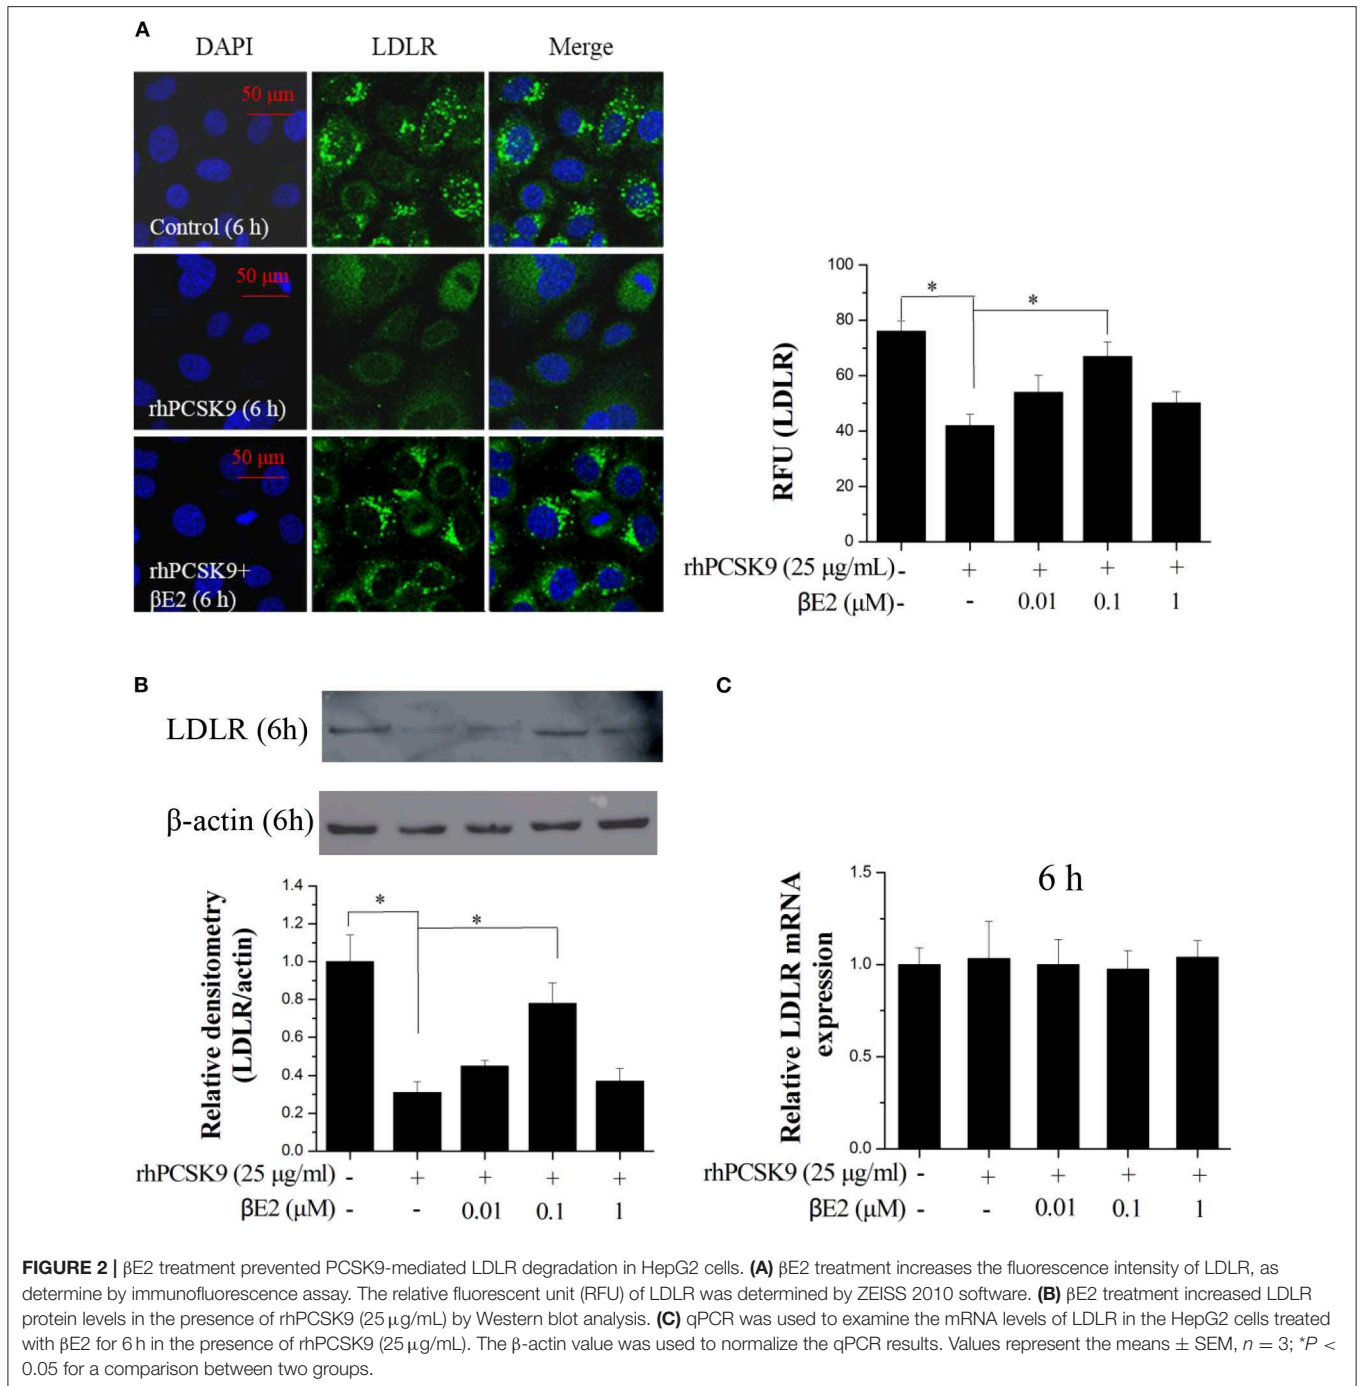 A
DAPI LDLR Merge
50 μm
Control (6 h)
50 μm
rhPCSK9 (6 h)
50 μm
rhPCSK9+
βE2 (6 h)
RFU (LDLR)
100
80
60
40
20
0
* *
rhPCSK9 (25 μg/mL) - + + + +
βE2 (μM) - - 0.01 0.1 1
B
LDLR (6h)
β-actin (6h)
Relative densitometry
(LDLR/actin)
1.4
1.2
1.0
0.8
0.6
0.4
0.2
0.0
* *
rhPCSK9 (25 μg/ml) - + + + +
βE2 (μM) - - 0.01 0.1 1
C
6 h
Relative LDLR mRNA
expression
1.5
1.0
0.5
0.0
rhPCSK9 (25 μg/ml) - + + + +
βE2 (μM) - - 0.01 0.1 1
FIGURE 2 | βE2 treatment prevented PCSK9-mediated LDLR degradation in HepG2 cells. (A) βE2 treatment increases the fluorescence intensity of LDLR, as
determine by immunofluorescence assay. The relative fluorescent unit (RFU) of LDLR was determined by ZEISS 2010 software. (B) βE2 treatment increased LDLR
protein levels in the presence of rhPCSK9 (25 μg/mL) by Western blot analysis. (C) qPCR was used to examine the mRNA levels of LDLR in the HepG2 cells treated
with βE2 for 6 h in the presence of rhPCSK9 (25 μg/mL). The β-actin value was used to normalize the qPCR results. Values represent the means ± SEM, n = 3; *P <
0.05 for a comparison between two groups.